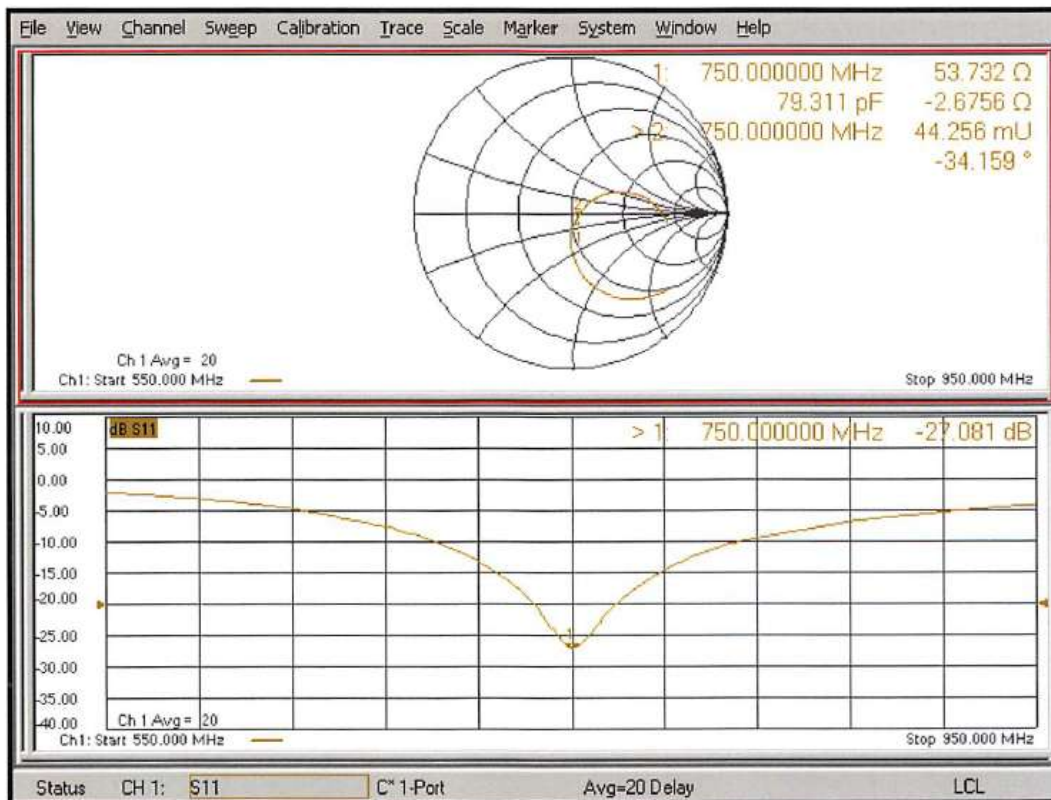 File View Channel Sweep Calibration Trace Scale Marker System Window Help
1: 750.000000 MHz 53.732 Ω
79.311 pF -2.6756 Ω
> 2: 750.000000 MHz 44.256 mU
-34.159 °
Ch 1 Avg = 20
Ch1: Start 550.000 MHz Stop 950.000 MHz
10.00 dB S11 > 1: 750.000000 MHz -27.081 dB
5.00
0.00
-5.00
-10.00
-15.00
-20.00
-25.00 1
-30.00
-35.00
-40.00 Ch 1 Avg = 20
Ch1: Start 550.000 MHz Stop 950.000 MHz
Status CH 1: S11 C* 1-Port Avg=20 Delay LCL